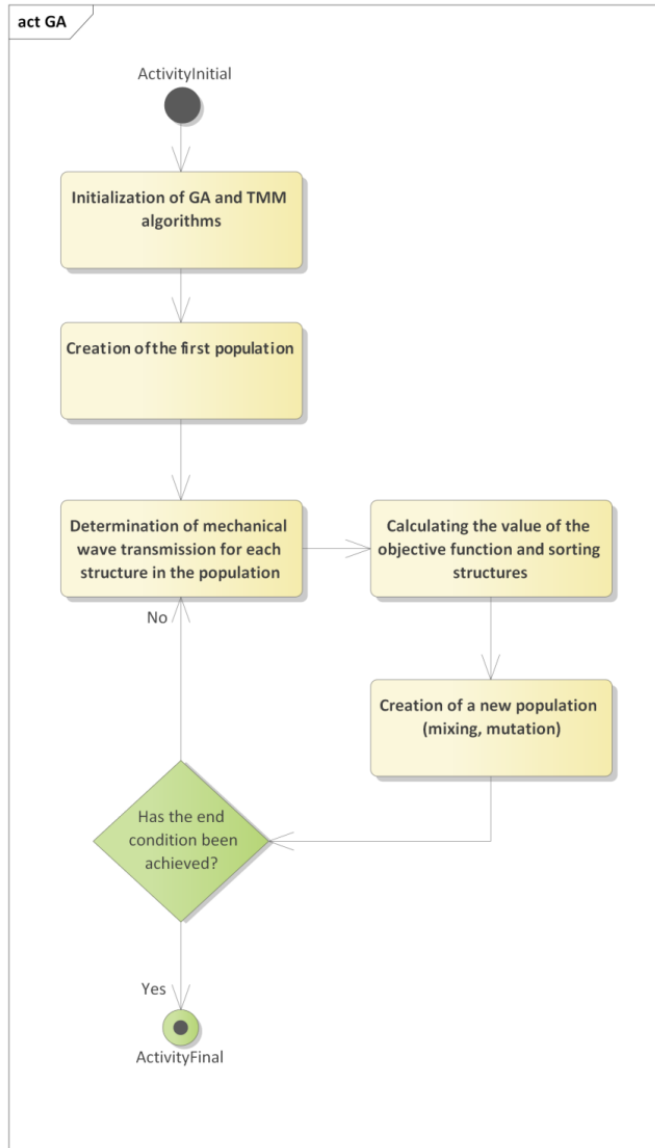 act GA
ActivityInitial
Initialization of GA and TMM
algorithms
Creation of the first population
Determination of mechanical
wave transmission for each
structure in the population
Calculating the value of the
objective function and sorting
structures
No
Creation of a new population
(mixing, mutation)
Has the end
condition been
achieved?
Yes
ActivityFinal